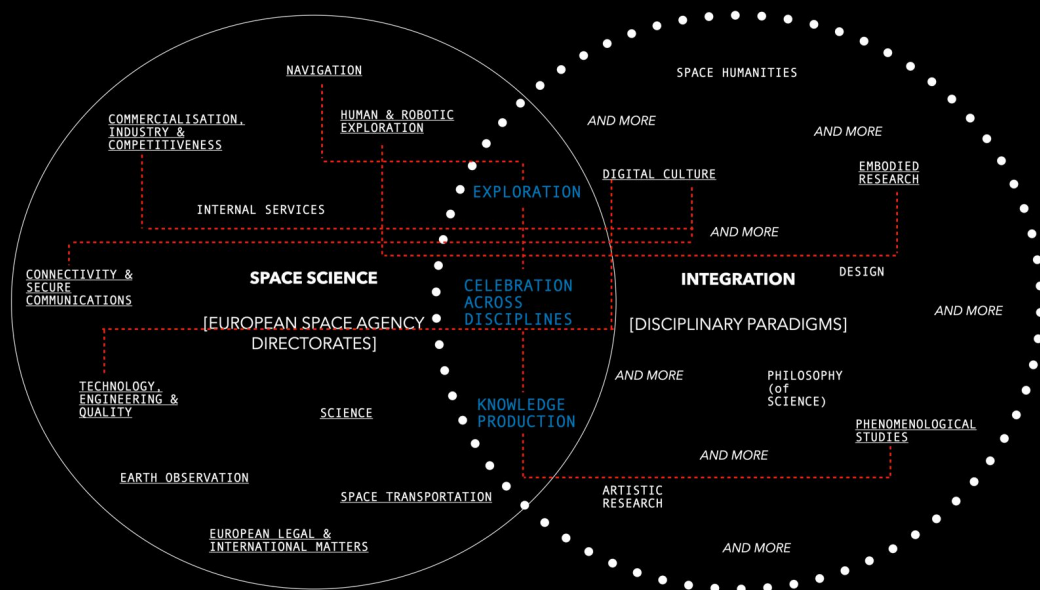 SPACE HUMANITIES
NAVIGATION
COMMERCIALISATION,
INDUSTRY &
COMPETITIVENESS
HUMAN & ROBOTIC
EXPLORATION
AND MORE
AND MORE
DIGITAL CULTURE
EMBODIED
RESEARCH
EXPLORATION
INTERNAL SERVICES
AND MORE
CONNECTIVITY &
SECURE
COMMUNICATIONS
SPACE SCIENCE
[EUROPEAN SPACE AGENCY
DIRECTORATES]
CELEBRATION
ACROSS
DISCIPLINES
INTEGRATION
[DISCIPLINARY PARADIGMS]
DESIGN
AND MORE
TECHNOLOGY,
ENGINEERING &
QUALITY
SCIENCE
KNOWLEDGE
PRODUCTION
AND MORE
PHILOSOPHY
(of
SCIENCE)
PHENOMENOLOGICAL
STUDIES
AND MORE
EARTH OBSERVATION
SPACE TRANSPORTATION
ARTISTIC
RESEARCH
EUROPEAN LEGAL &
INTERNATIONAL MATTERS
AND MORE